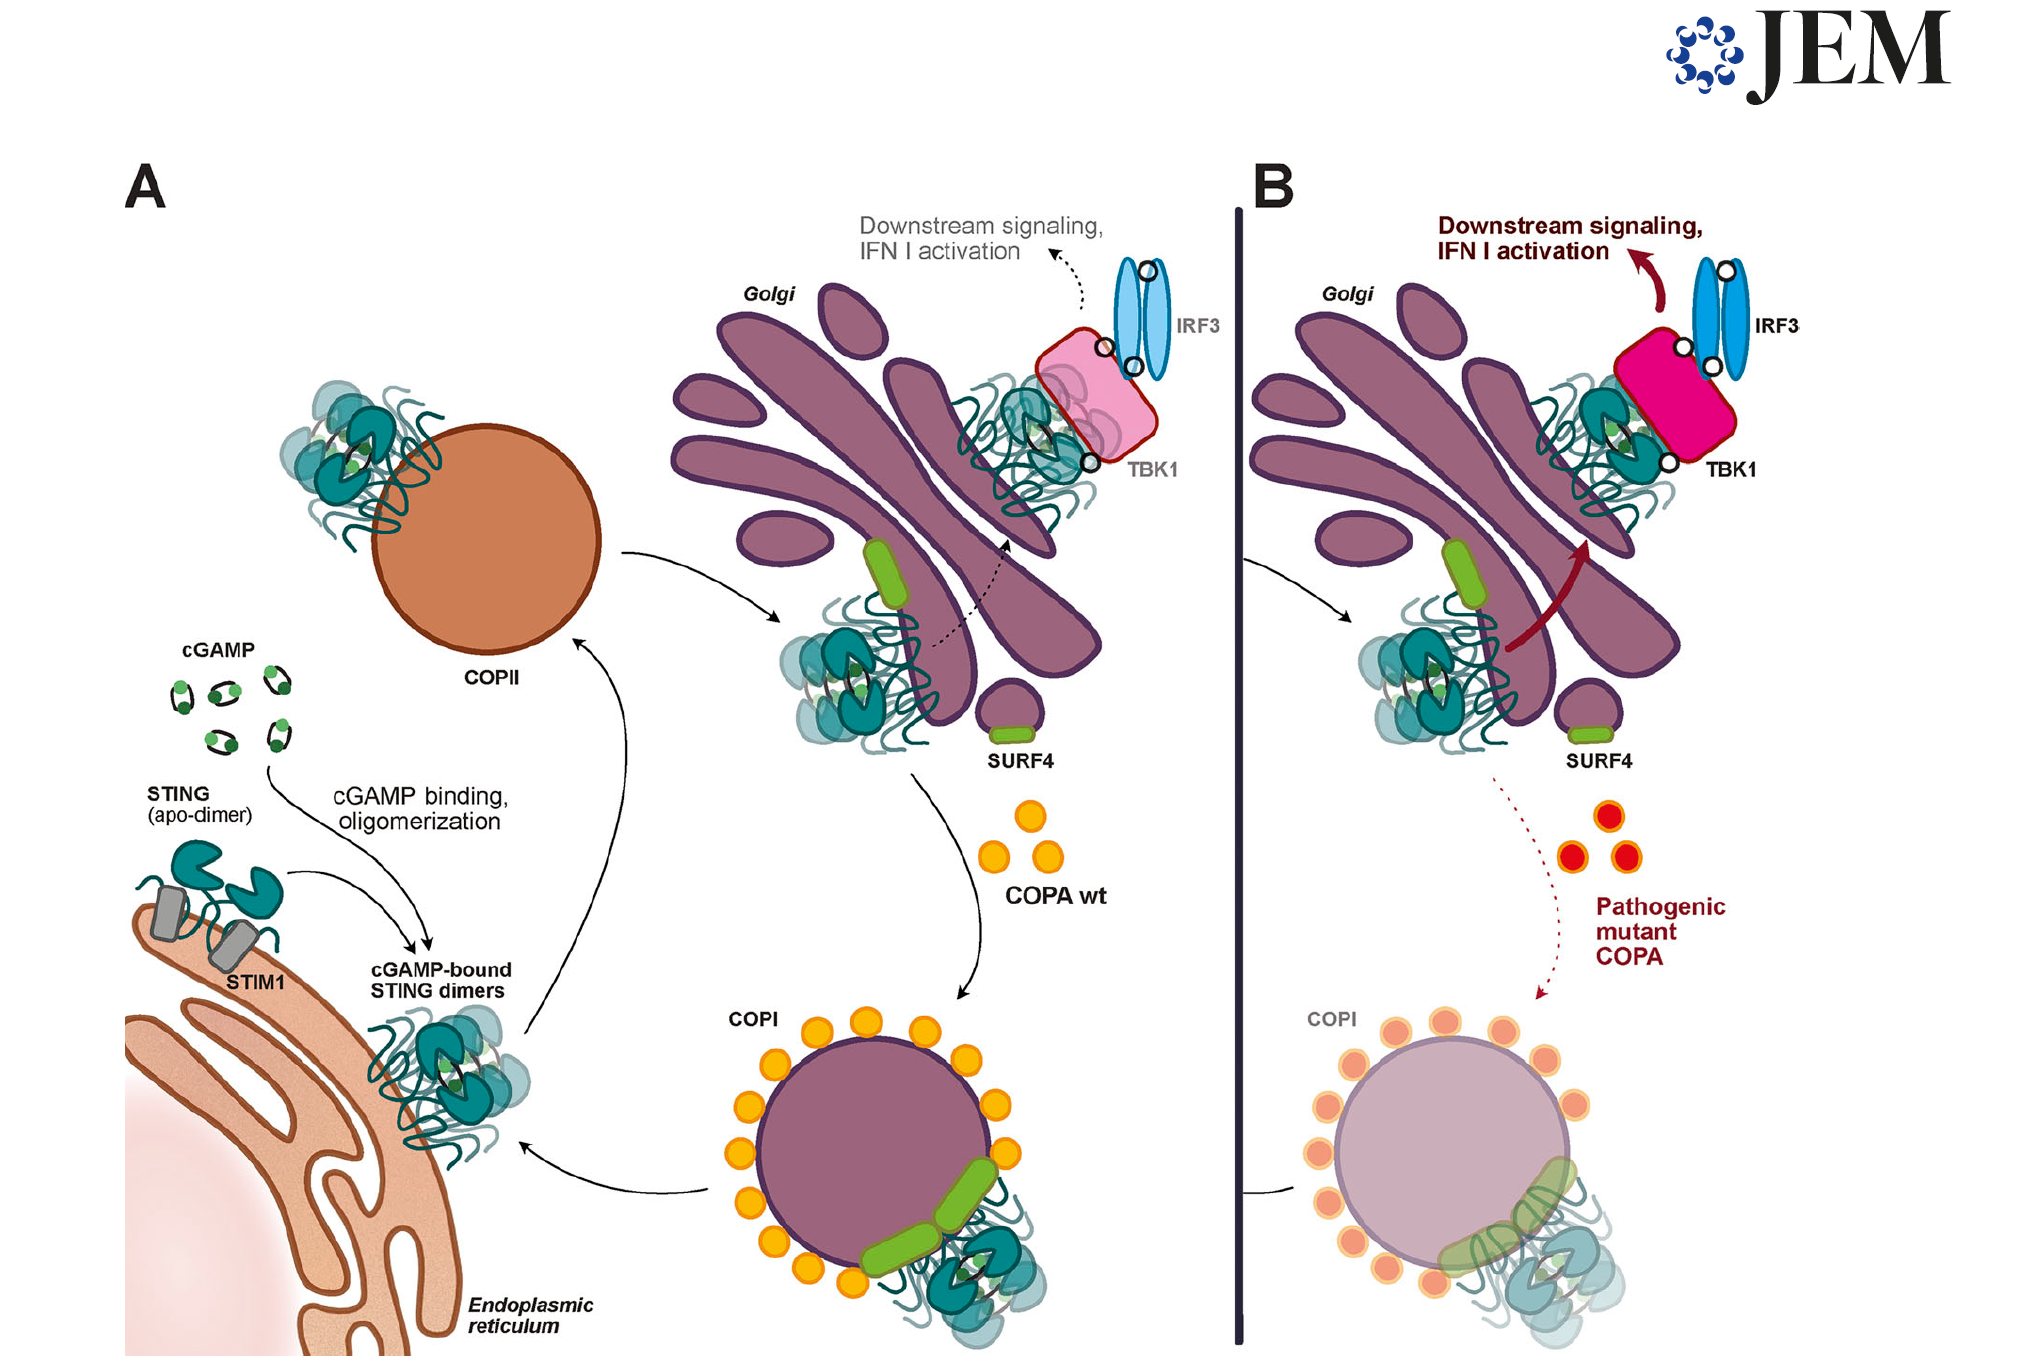 JEM
A
B
Downstream signaling,
IFN I activation
Golgi
IRF3
TBK1
COPII
cGAMP
STING
(apo-dimer)
cGAMP binding,
oligomerization
STIM1
cGAMP-bound
STING dimers
SURF4
COPA wt
COPI
Endoplasmic
reticulum
Downstream signaling,
IFN I activation
Golgi
IRF3
TBK1
SURF4
Pathogenic
mutant
COPA
COPI